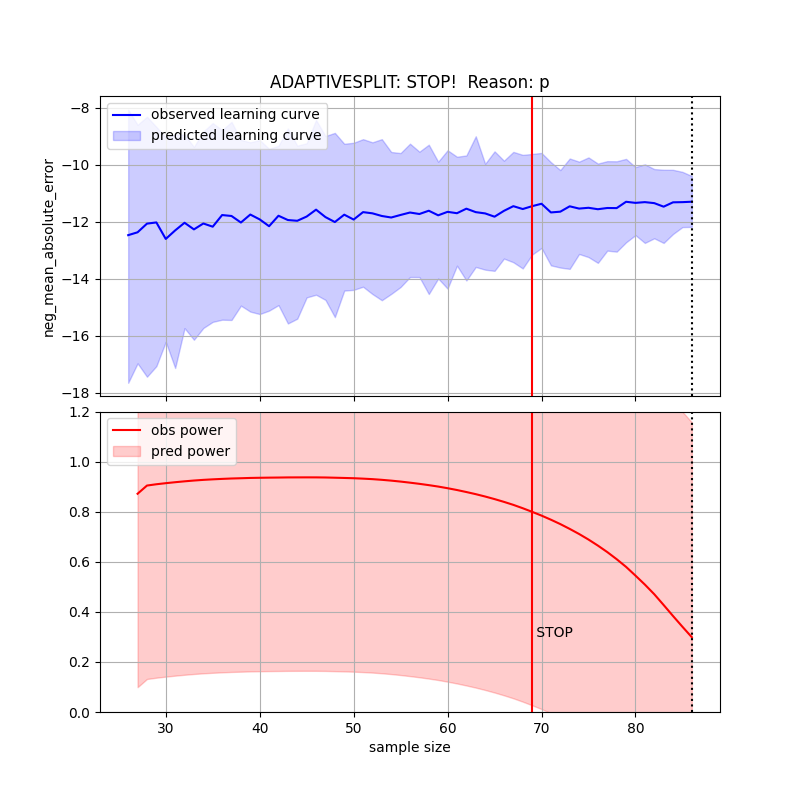 ADAPTIVESPLIT: STOP!  Reason: p
observed learning curve
predicted learning curve
neg_mean_absolute_error
−8
−10
−12
−14
−16
−18
obs power
pred power
1.2
1.0
0.8
0.6
0.4
0.2
0.0
STOP
30 40 50 60 70 80
sample size